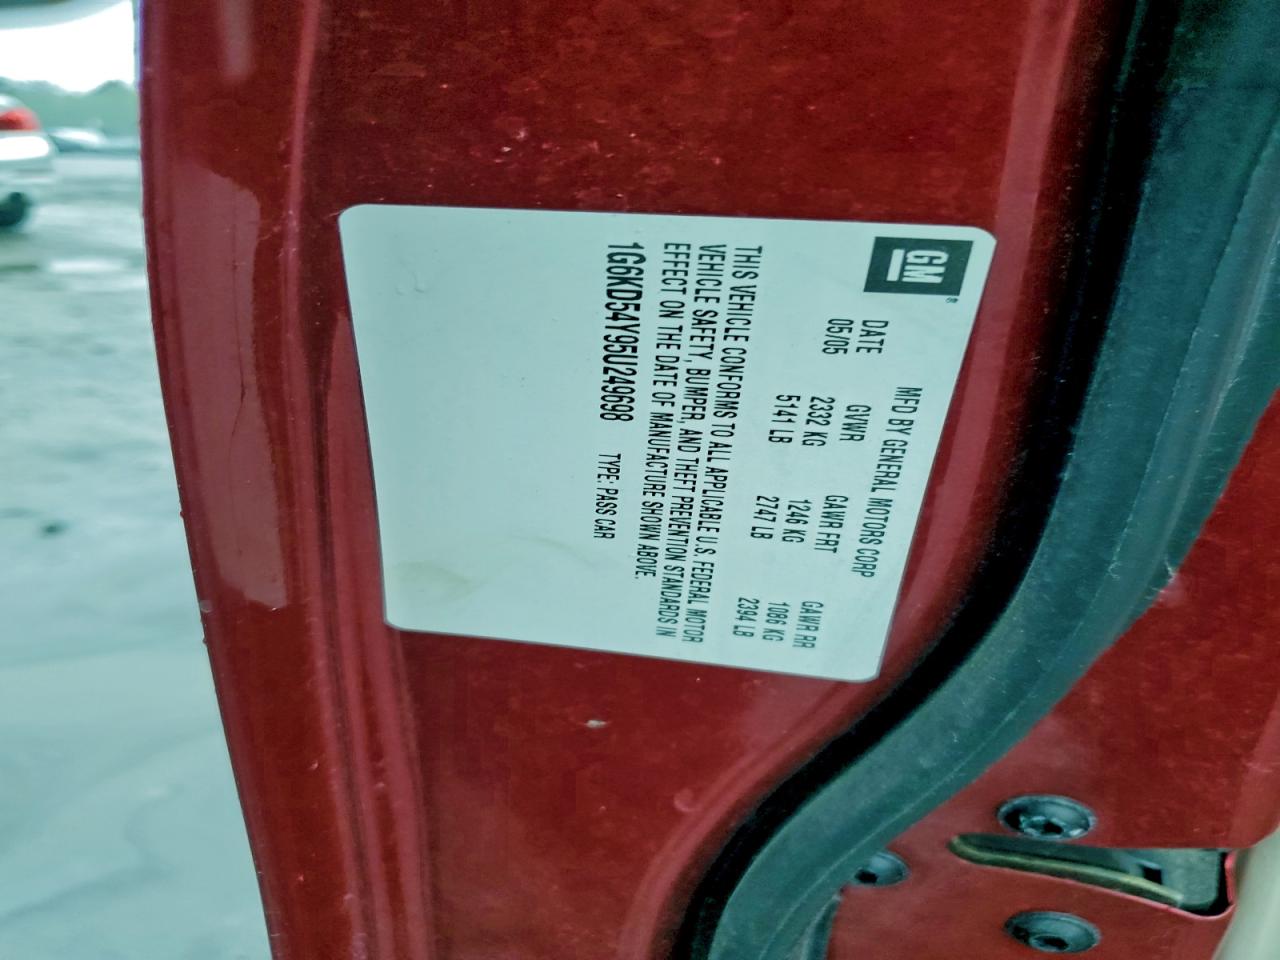 GM®
MFD BY GENERAL MOTORS CORP
DATE GVWR GAWR FRT GAWR RR
05/05 2332 KG 1246 KG 1086 KG
5141 LB 2747 LB 2394 LB
THIS VEHICLE CONFORMS TO ALL APPLICABLE U.S. FEDERAL MOTOR
VEHICLE SAFETY, BUMPER, AND THEFT PREVENTION STANDARDS IN
EFFECT ON THE DATE OF MANUFACTURE SHOWN ABOVE.
1G6KD54Y95U249698 TYPE: PASS CAR